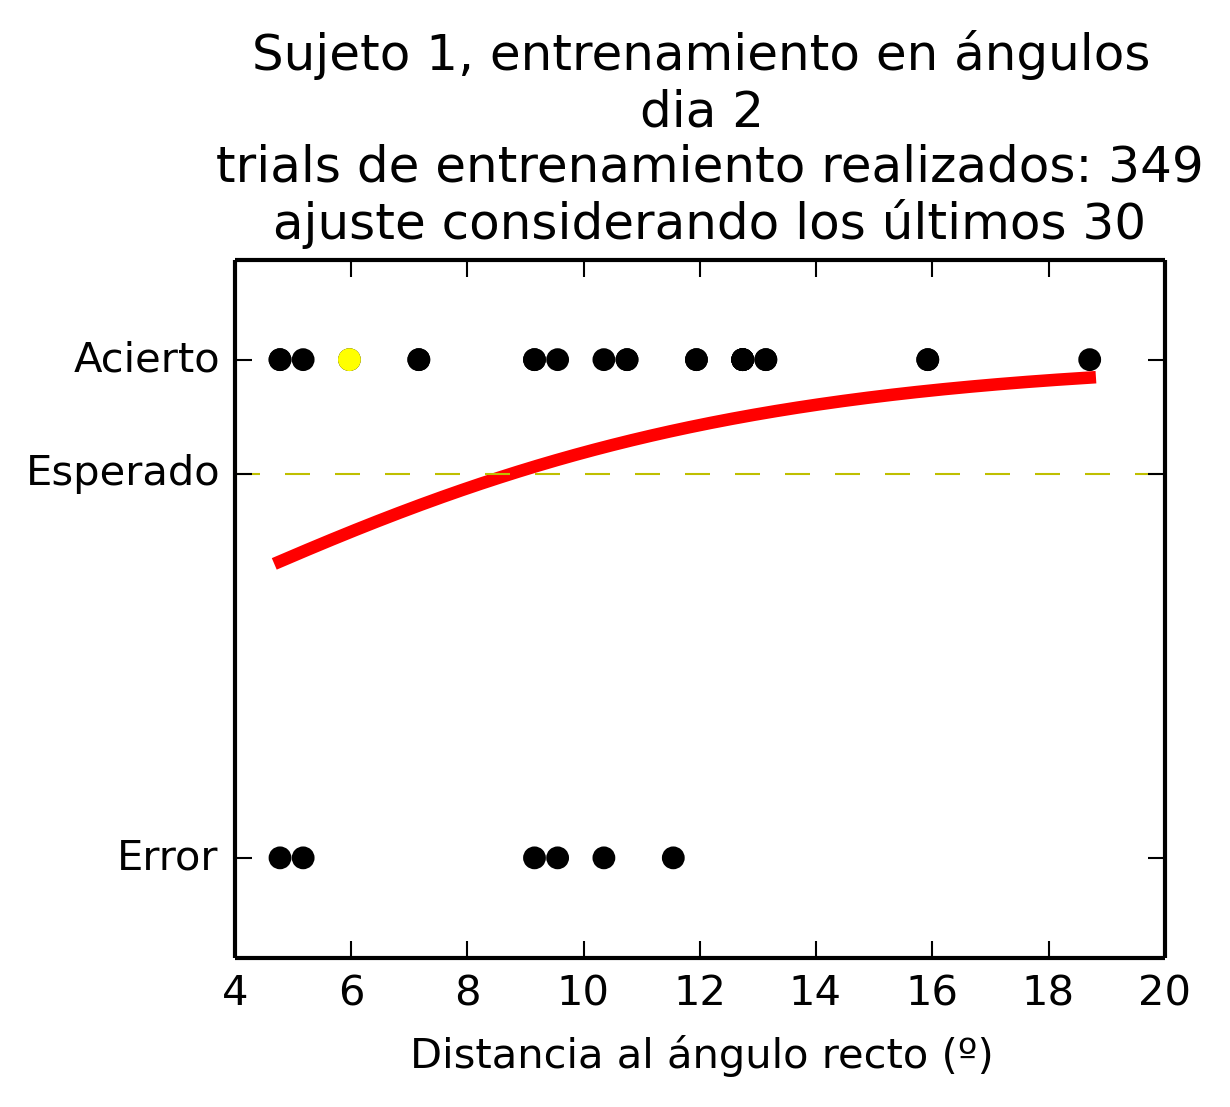 Sujeto 1, entrenamiento en ángulos
dia 2
trials de entrenamiento realizados: 349
ajuste considerando los últimos 30
Acierto
Esperado
Error
4 6 8 10 12 14 16 18 20
Distancia al ángulo recto (º)